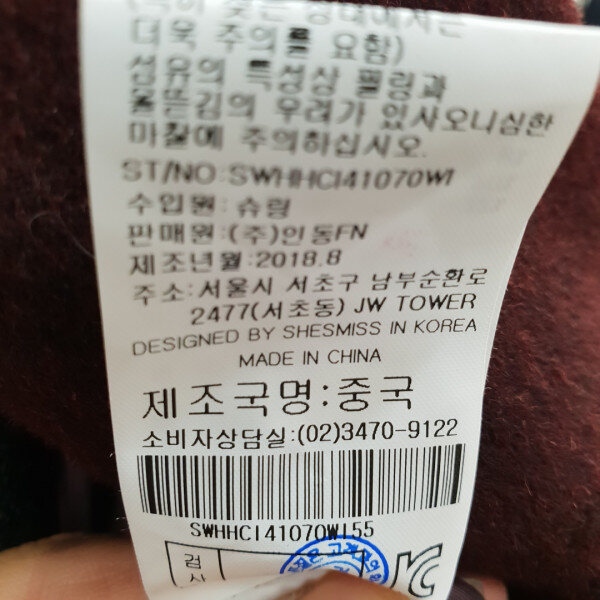 더욱 주의를 요함)
섬유의 특성상 필링과
올뜯김의 우려가 있사오니심한
마찰에 주의하십시오.
ST/NO:SWHHCI41070WI
수입원:슈링
판매원:(주)인동FN
제조년월:2018.8
주소:서울시 서초구 남부순환로
2477(서초동) JW TOWER
DESIGNED BY SHESMISS IN KOREA
MADE IN CHINA
제조국명:중국
소비자상담실:(02)3470-9122
SWHHCI41070WI55
검
사